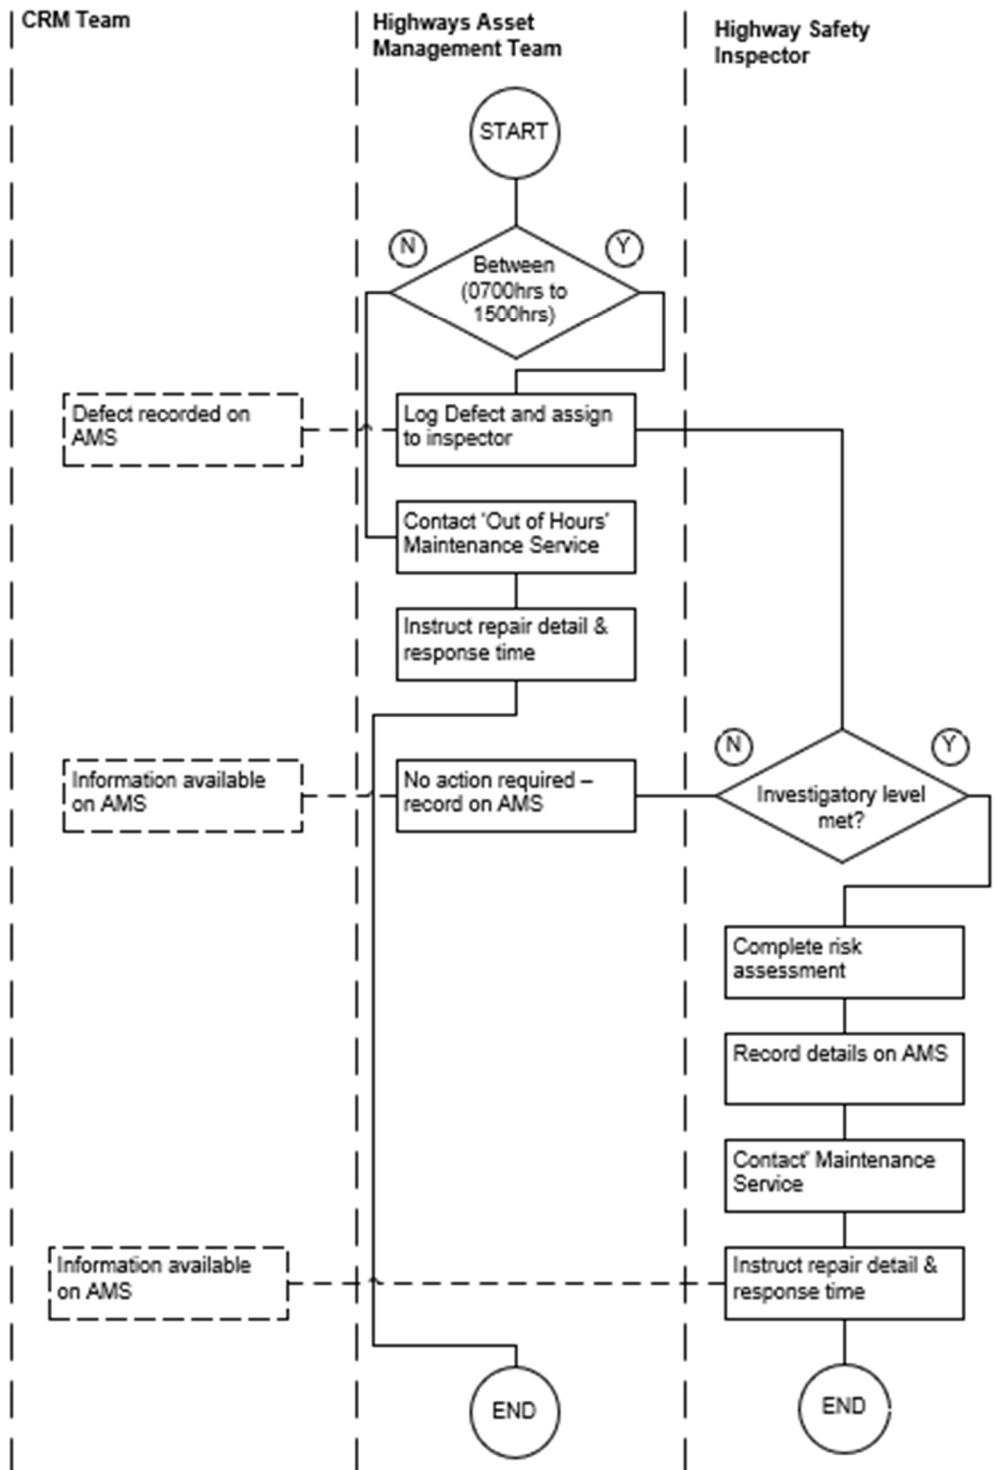 CRM Team
Highways Asset
Management Team
Highway Safety
Inspector
START
N
Y
Between
(0700hrs to
1500hrs)
Defect recorded on
AMS
Log Defect and assign
to inspector
Contact 'Out of Hours'
Maintenance Service
Instruct repair detail &
response time
N
Y
Information available
on AMS
No action required –
record on AMS
Investigatory level
met?
Complete risk
assessment
Record details on AMS
Contact' Maintenance
Service
Information available
on AMS
Instruct repair detail &
response time
END
END